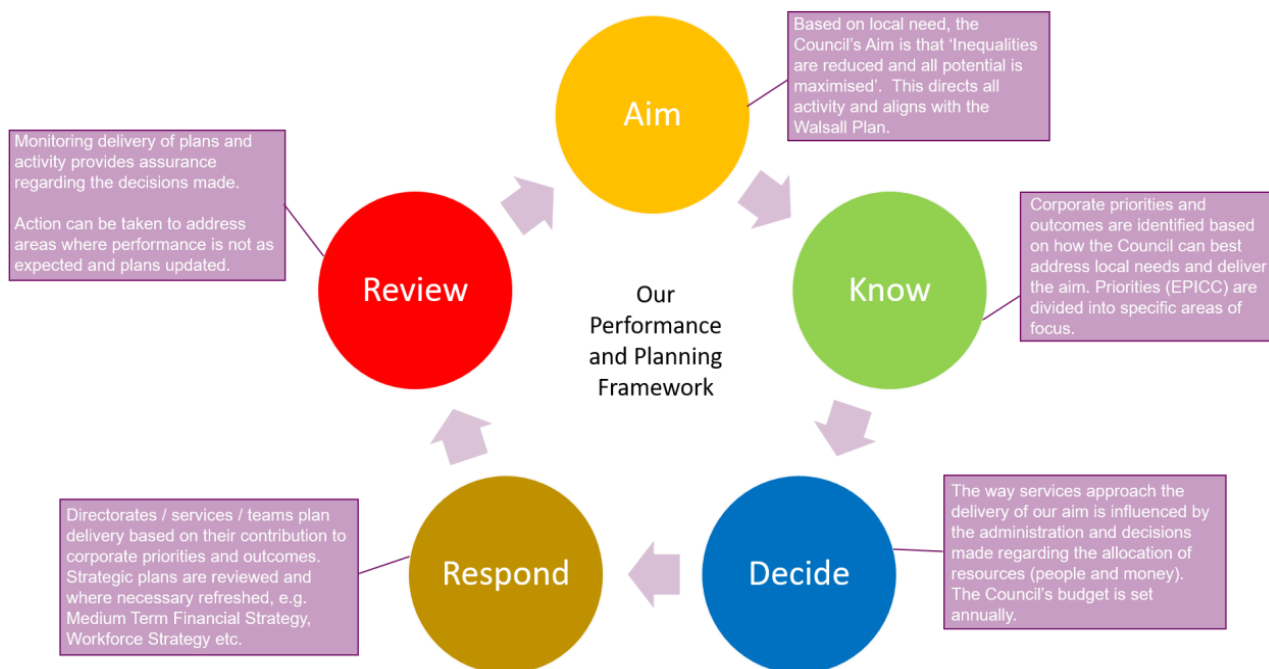 Aim
Based on local need, the
Council's Aim is that 'Inequalities
are reduced and all potential is
maximised'.  This directs all
activity and aligns with the
Walsall Plan.
Know
Corporate priorities and
outcomes are identified based
on how the Council can best
address local needs and deliver
the aim. Priorities (EPICC) are
divided into specific areas of
focus.
Decide
The way services approach the
delivery of our aim is influenced by
the administration and decisions
made regarding the allocation of
resources (people and money).
The Council's budget is set
annually.
Respond
Directorates / services / teams plan
delivery based on their contribution to
corporate priorities and outcomes.
Strategic plans are reviewed and
where necessary refreshed, e.g.
Medium Term Financial Strategy,
Workforce Strategy etc.
Review
Monitoring delivery of plans and
activity provides assurance
regarding the decisions made.
Action can be taken to address
areas where performance is not as
expected and plans updated.
Our
Performance
and Planning
Framework